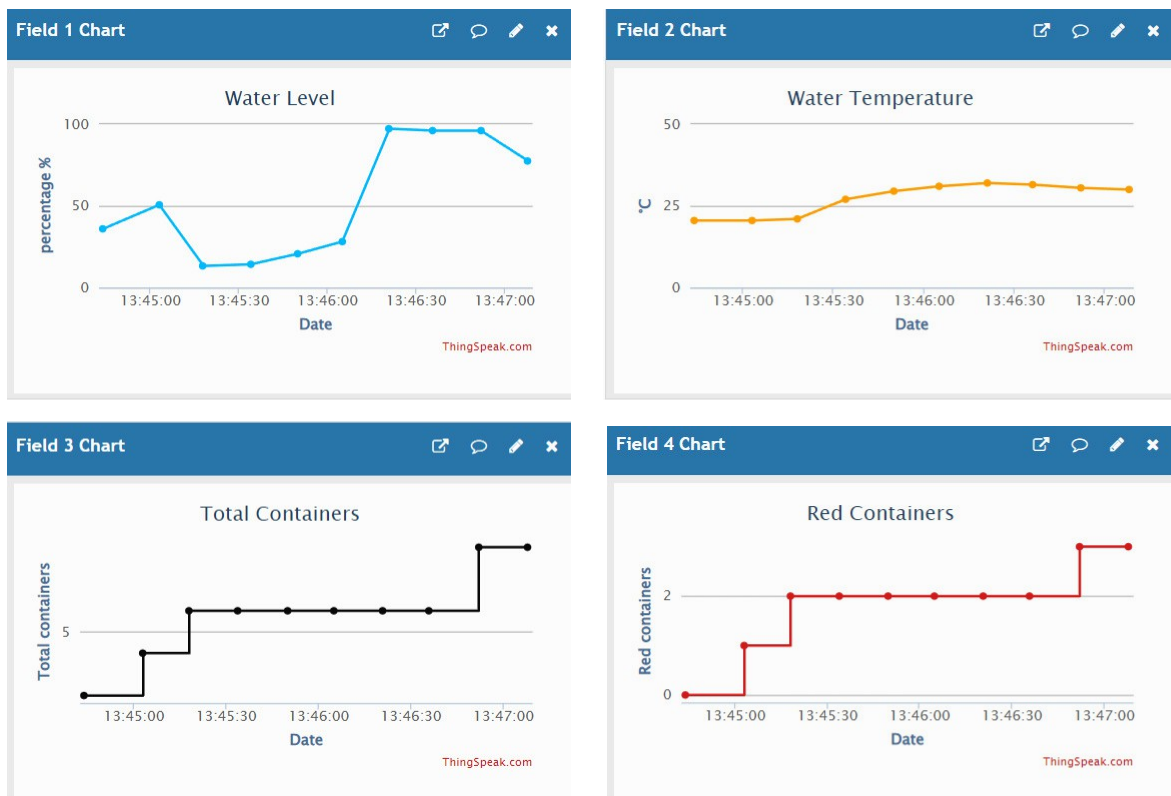 Field 1 Chart
Water Level
percentage %
100
50
0
13:45:00 13:45:30 13:46:00 13:46:30 13:47:00
Date
ThingSpeak.com
Field 2 Chart
Water Temperature
°C
50
25
0
13:45:00 13:45:30 13:46:00 13:46:30 13:47:00
Date
ThingSpeak.com
Field 3 Chart
Total Containers
Total containers
5
13:45:00 13:45:30 13:46:00 13:46:30 13:47:00
Date
ThingSpeak.com
Field 4 Chart
Red Containers
Red containers
2
0
13:45:00 13:45:30 13:46:00 13:46:30 13:47:00
Date
ThingSpeak.com